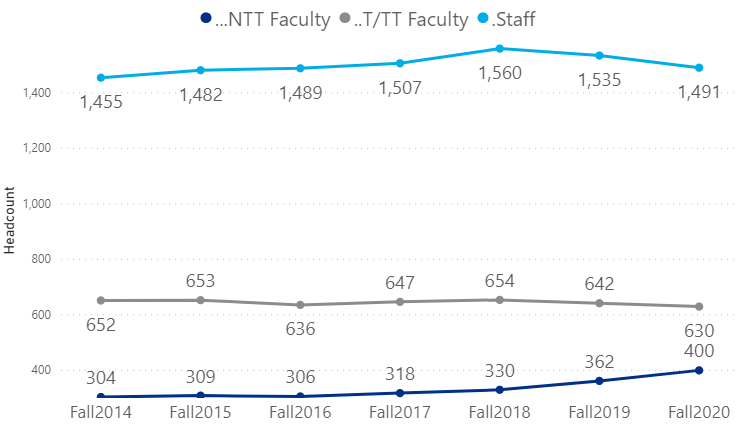 ...NTT Faculty ..T/TT Faculty .Staff
1,560
1,535
1,507
1,489
1,482
1,491
1,455
1,400
1,200
1,000
Headcount
800
653 647 654 642
652 636 630
600
400
304 309 306 318 330 362 400
Fall2014 Fall2015 Fall2016 Fall2017 Fall2018 Fall2019 Fall2020